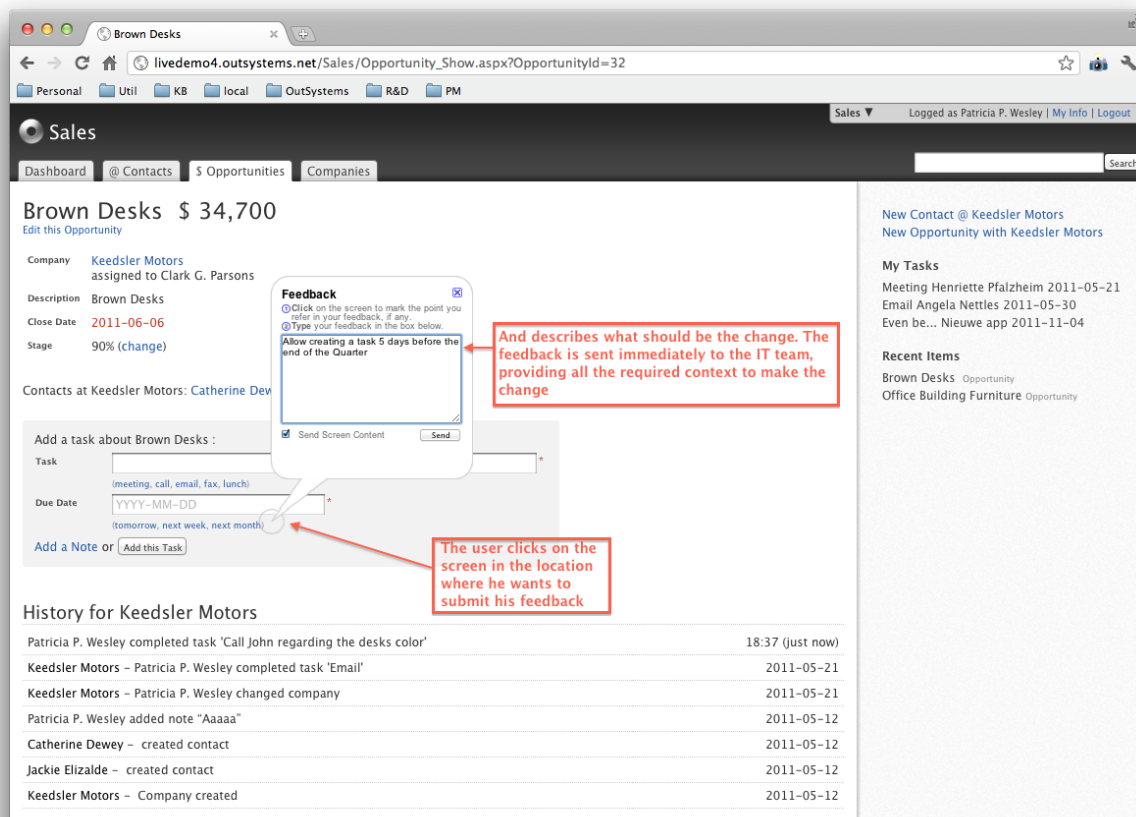 Brown Desks
livedemo4.outsystems.net/Sales/Opportunity_Show.aspx?OpportunityId=32
Personal Util KB local OutSystems R&D PM
Sales ▼ Logged as Patricia P. Wesley | My Info | Logout
Sales
Dashboard @ Contacts $ Opportunities Companies
Search
Brown Desks $ 34,700
Edit this Opportunity
Company Keedsler Motors
assigned to Clark G. Parsons
Description Brown Desks
Close Date 2011-06-06
Stage 90% (change)
Contacts at Keedsler Motors: Catherine Dew
Feedback
1 Click on the screen to mark the point you
refer in your feedback, if any.
2 Type your feedback in the box below.
Allow creating a task 5 days before the
end of the Quarter
Send Screen Content Send
And describes what should be the change. The
feedback is sent immediately to the IT team,
providing all the required context to make the
change
Add a task about Brown Desks :
Task *
(meeting, call, email, fax, lunch)
Due Date YYYY-MM-DD *
(tomorrow, next week, next month)
Add a Note or Add this Task
The user clicks on the
screen in the location
where he wants to
submit his feedback
History for Keedsler Motors
Patricia P. Wesley completed task 'Call John regarding the desks color' 18:37 (just now)
Keedsler Motors – Patricia P. Wesley completed task 'Email' 2011-05-21
Keedsler Motors – Patricia P. Wesley changed company 2011-05-21
Patricia P. Wesley added note “Aaaaa” 2011-05-12
Catherine Dewey – created contact 2011-05-12
Jackie Elizalde – created contact 2011-05-12
Keedsler Motors – Company created 2011-05-12
New Contact @ Keedsler Motors
New Opportunity with Keedsler Motors
My Tasks
Meeting Henriette Pfalzheim 2011-05-21
Email Angela Nettles 2011-05-30
Even be... Nieuwe app 2011-11-04
Recent Items
Brown Desks Opportunity
Office Building Furniture Opportunity